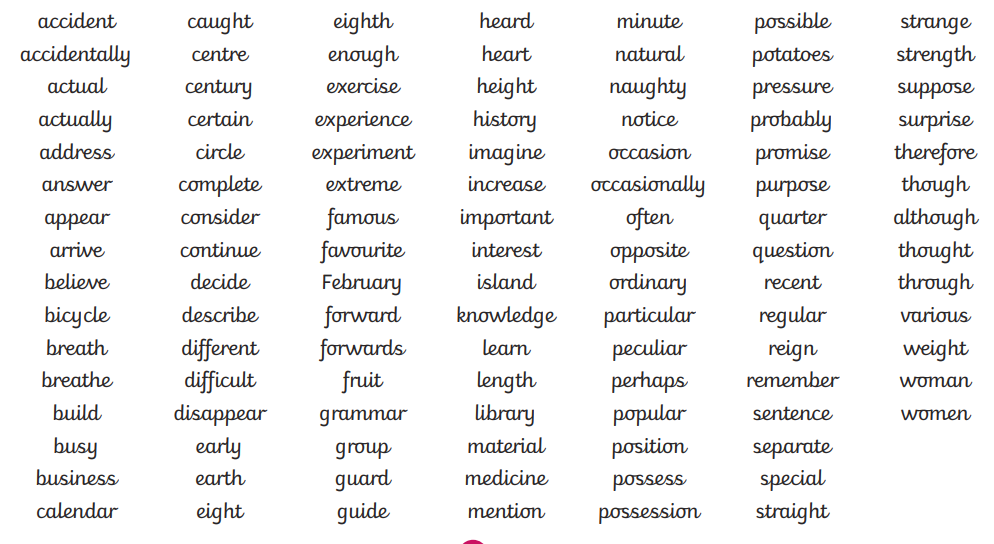 accident caught eighth heard minute possible strange
accidentally centre enough heart natural potatoes strength
actual century exercise height naughty pressure suppose
actually certain experience history notice probably surprise
address circle experiment imagine occasion promise therefore
answer complete extreme increase occasionally purpose though
appear consider famous important often quarter although
arrive continue favourite interest opposite question thought
believe decide February island ordinary recent through
bicycle describe forward knowledge particular regular various
breath different forwards learn peculiar reign weight
breathe difficult fruit length perhaps remember woman
build disappear grammar library popular sentence women
busy early group material position separate
business earth guard medicine possess special
calendar eight guide mention possession straight